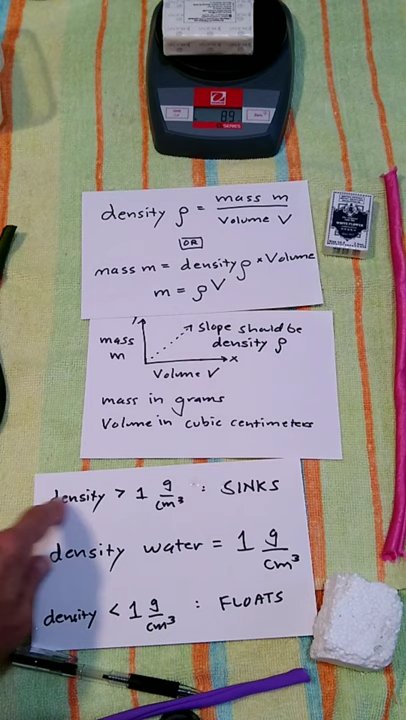 OHAUS
89
density ρ = mass m / Volume V
OR
mass m = density ρ × Volume
m = ρV
y
mass m
slope should be density ρ
x
Volume V
mass in grams
Volume in cubic centimeters
density > 1 g/cm³ : SINKS
density water = 1 g/cm³
density < 1 g/cm³ : FLOATS